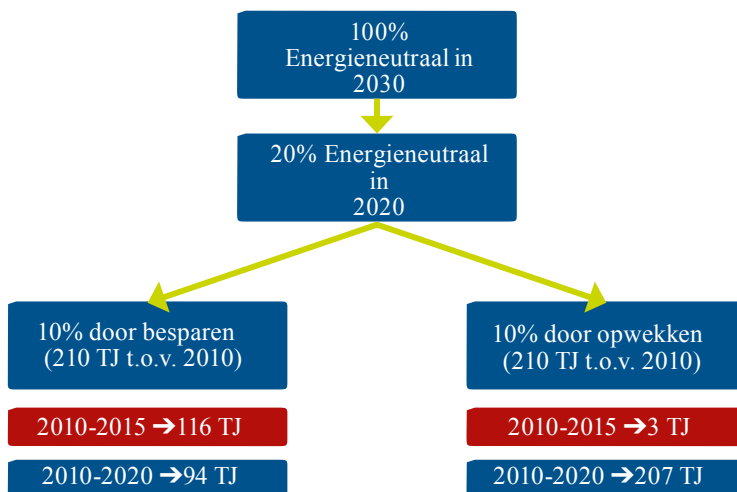 100%
Energieneutraal in
2030
20% Energieneutraal
in
2020
10% door besparen
(210 TJ t.o.v. 2010)
10% door opwekken
(210 TJ t.o.v. 2010)
2010-2015 ➔116 TJ
2010-2015 ➔3 TJ
2010-2020 ➔94 TJ
2010-2020 ➔207 TJ